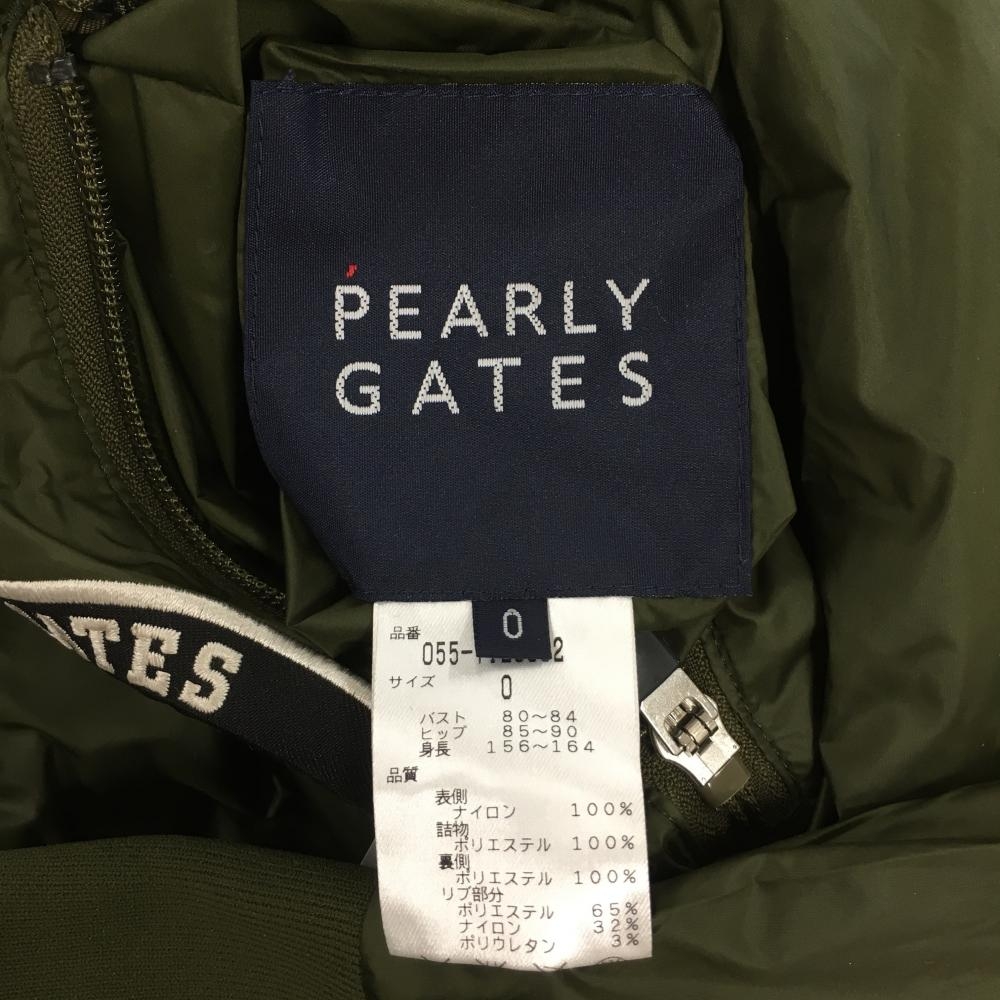 PEARLY
GATES
0
ATES
品番
サイズ 0
バスト 80～84
ヒップ 85～90
身長 156～164
品質
表側
ナイロン 100%
詰物
ポリエステル 100%
裏側
ポリエステル 100%
リブ部分
ポリエステル 65%
ナイロン 32%
ポリウレタン 3%